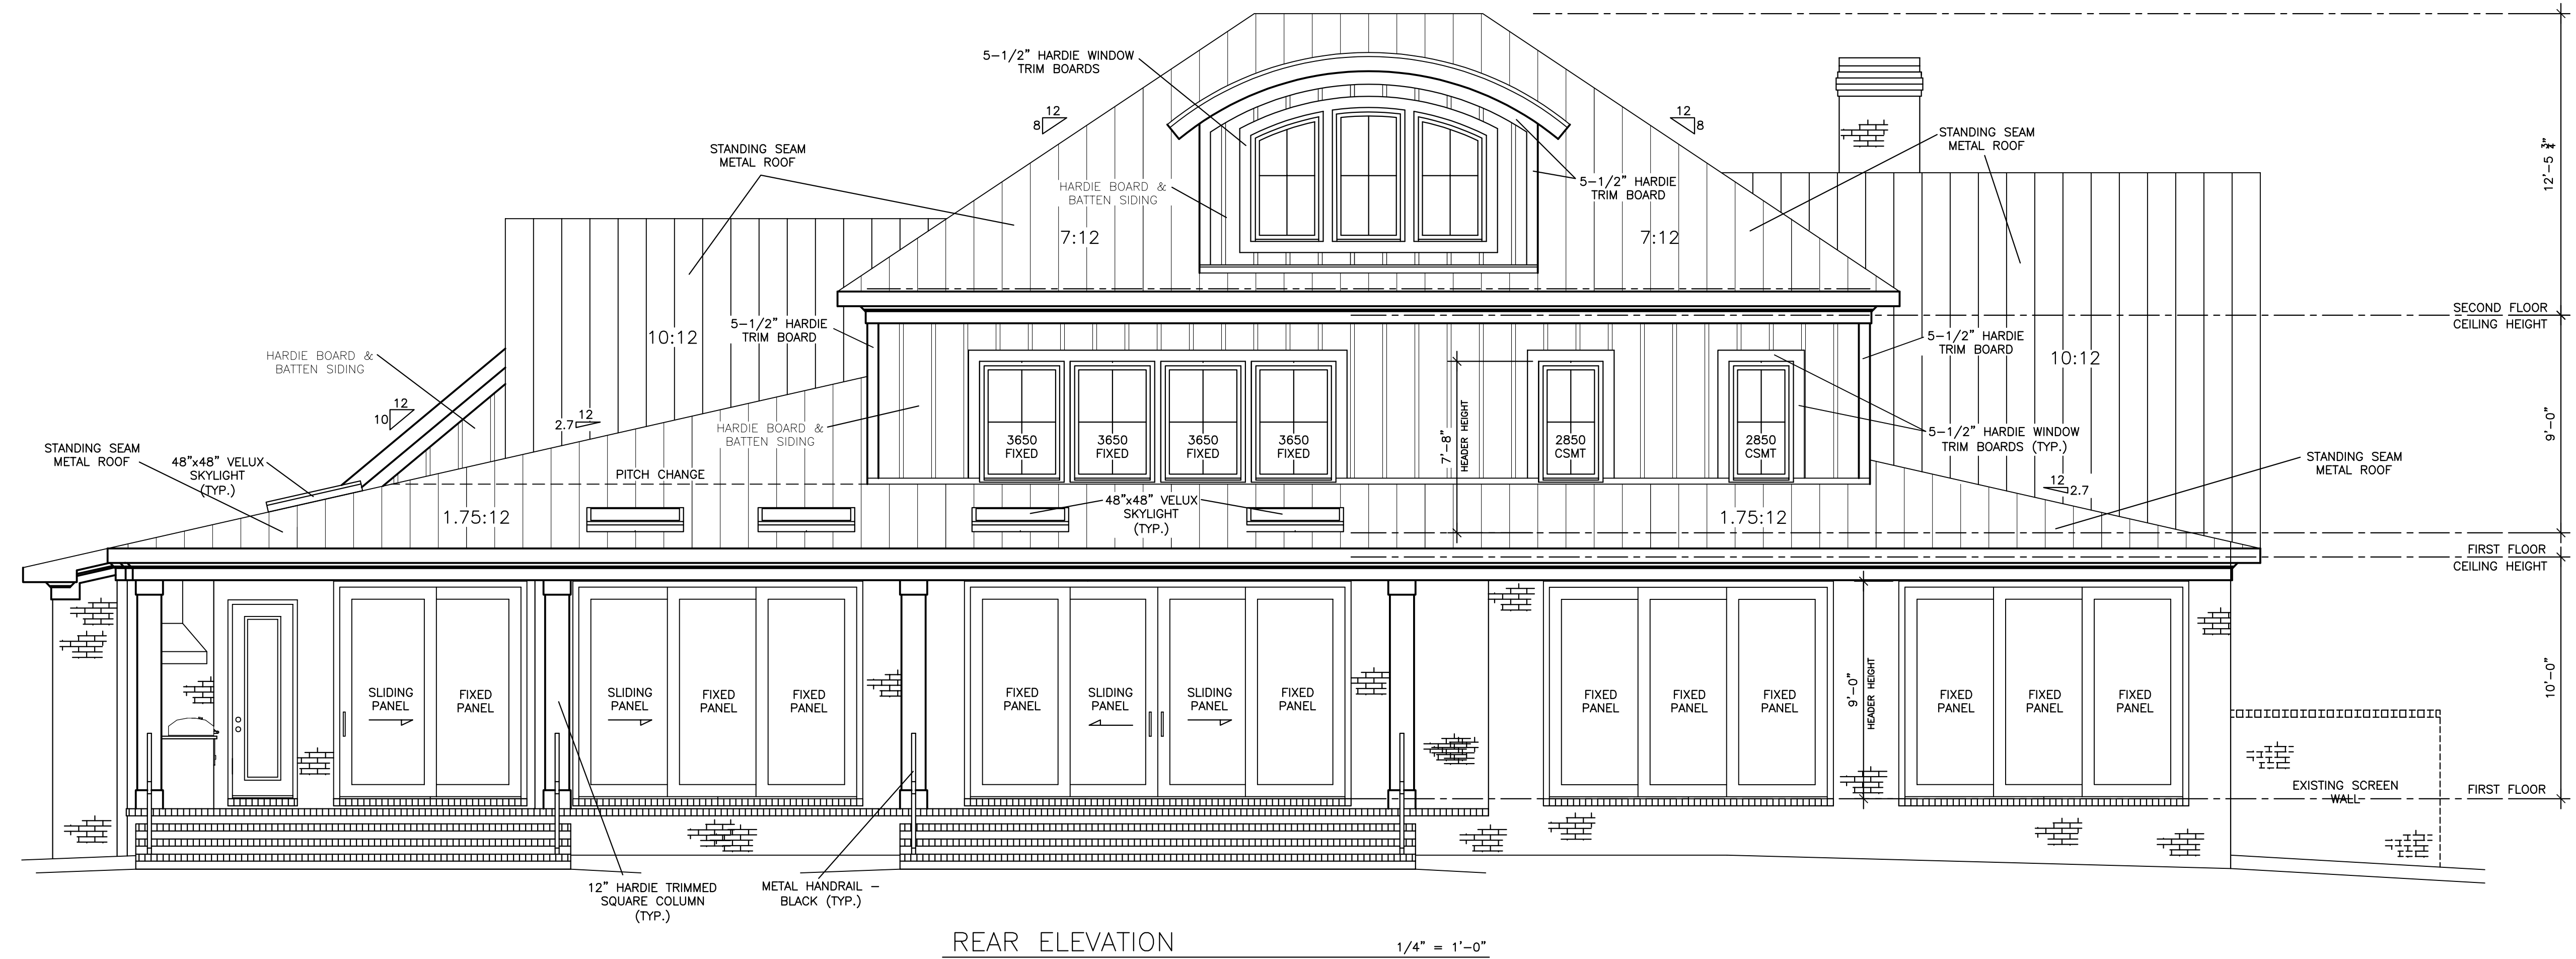 5-1/2" HARDIE WINDOW
TRIM BOARDS
12
8
12
8
STANDING SEAM
METAL ROOF
STANDING SEAM
METAL ROOF
12'-5 3/4"
HARDIE BOARD &
BATTEN SIDING
5-1/2" HARDIE
TRIM BOARD
7:12
7:12
SECOND FLOOR
CEILING HEIGHT
5-1/2" HARDIE
TRIM BOARD
10:12
5-1/2" HARDIE
TRIM BOARD
10:12
HARDIE BOARD &
BATTEN SIDING
12
10
12
2.7
HARDIE BOARD &
BATTEN SIDING
3650
FIXED
3650
FIXED
3650
FIXED
3650
FIXED
7'-8"
HEADER HEIGHT
2850
CSMT
2850
CSMT
5-1/2" HARDIE WINDOW
TRIM BOARDS (TYP.)
9'-0"
STANDING SEAM
METAL ROOF
48"x48" VELUX
SKYLIGHT
(TYP.)
PITCH CHANGE
STANDING SEAM
METAL ROOF
12
2.7
1.75:12
48"x48" VELUX
SKYLIGHT
(TYP.)
1.75:12
FIRST FLOOR
CEILING HEIGHT
SLIDING
PANEL
FIXED
PANEL
SLIDING
PANEL
FIXED
PANEL
FIXED
PANEL
FIXED
PANEL
SLIDING
PANEL
SLIDING
PANEL
FIXED
PANEL
FIXED
PANEL
FIXED
PANEL
FIXED
PANEL
9'-0"
HEADER HEIGHT
FIXED
PANEL
FIXED
PANEL
FIXED
PANEL
10'-0"
EXISTING SCREEN
WALL
FIRST FLOOR
12" HARDIE TRIMMED
SQUARE COLUMN
(TYP.)
METAL HANDRAIL -
BLACK (TYP.)
REAR ELEVATION
1/4" = 1'-0"